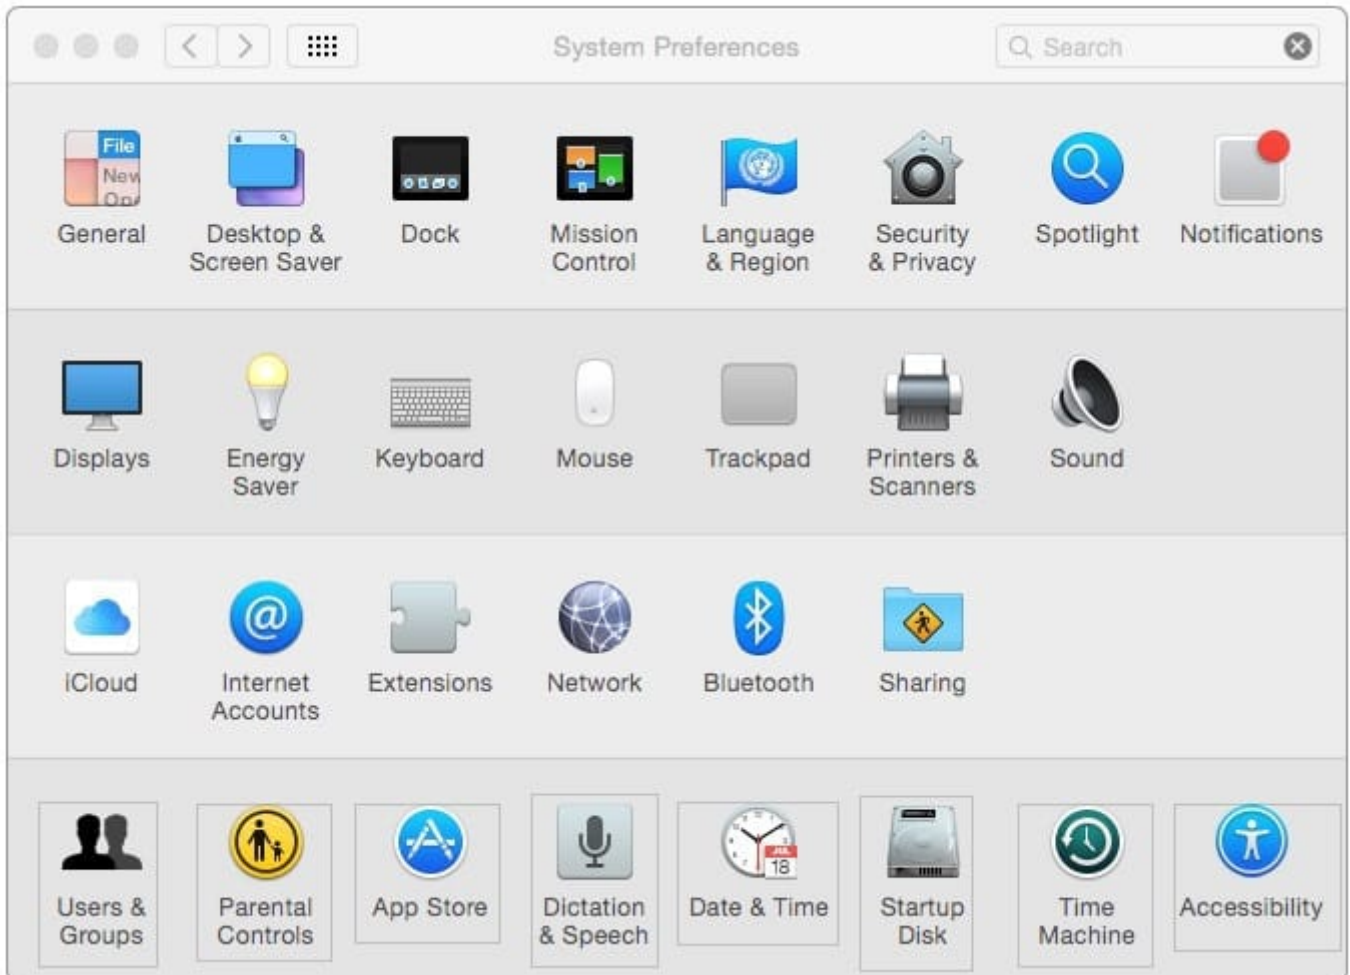 System Preferences
Search
File
New
General
Desktop &
Screen Saver
Dock
Mission
Control
Language
& Region
Security
& Privacy
Spotlight
Notifications
Displays
Energy
Saver
Keyboard
Mouse
Trackpad
Printers &
Scanners
Sound
iCloud
@
Internet
Accounts
Extensions
Network
Bluetooth
Sharing
JUL
18
Users &
Groups
Parental
Controls
App Store
Dictation
& Speech
Date & Time
Startup
Disk
Time
Machine
Accessibility